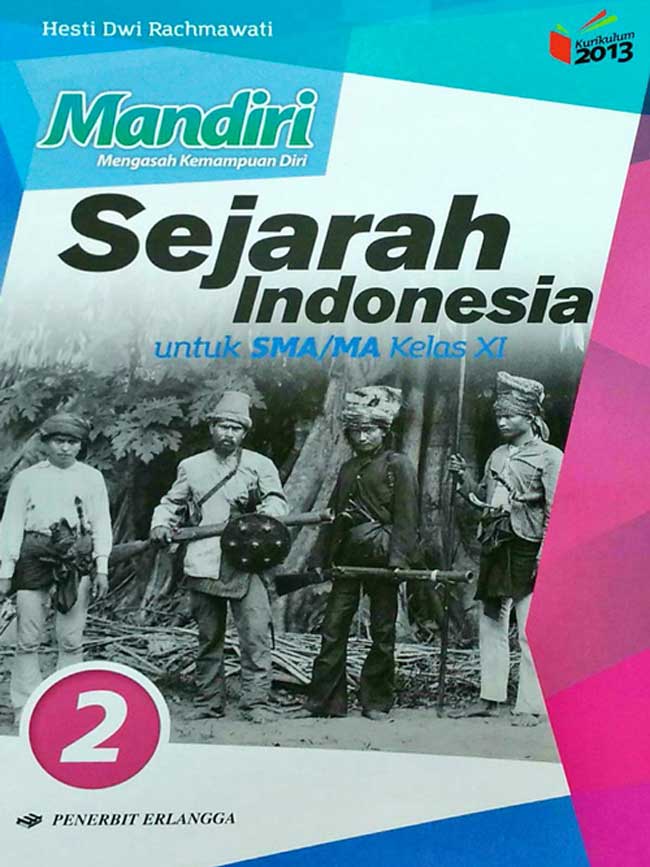 Hesti Dwi Rachmawati
Kurikulum
2013
Mandiri
Mengasah Kemampuan Diri
Sejarah
Indonesia
untuk SMA/MA Kelas XI
2
PENERBIT ERLANGGA